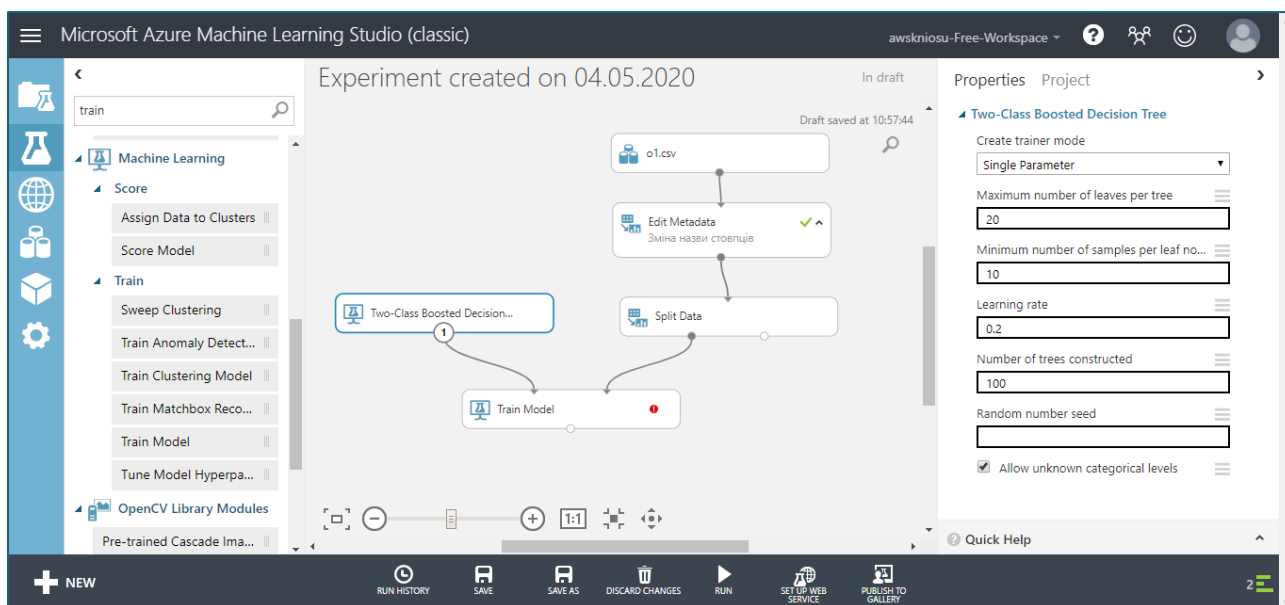 Microsoft Azure Machine Learning Studio (classic)
awskniosu-Free-Workspace
?
train
Machine Learning
Score
Assign Data to Clusters
Score Model
Train
Sweep Clustering
Train Anomaly Detect...
Train Clustering Model
Train Matchbox Reco...
Train Model
Tune Model Hyperpa...
OpenCV Library Modules
Pre-trained Cascade Ima...
Experiment created on 04.05.2020
In draft
Draft saved at 10:57:44
o1.csv
Edit Metadata
Зміна назви стовпців
Two-Class Boosted Decision...
1
Split Data
Train Model
1:1
Properties Project
Two-Class Boosted Decision Tree
Create trainer mode
Single Parameter
Maximum number of leaves per tree
20
Minimum number of samples per leaf no...
10
Learning rate
0.2
Number of trees constructed
100
Random number seed
Allow unknown categorical levels
? Quick Help
NEW
RUN HISTORY
SAVE
SAVE AS
DISCARD CHANGES
RUN
SET UP WEB
SERVICE
PUBLISH TO
GALLERY
2